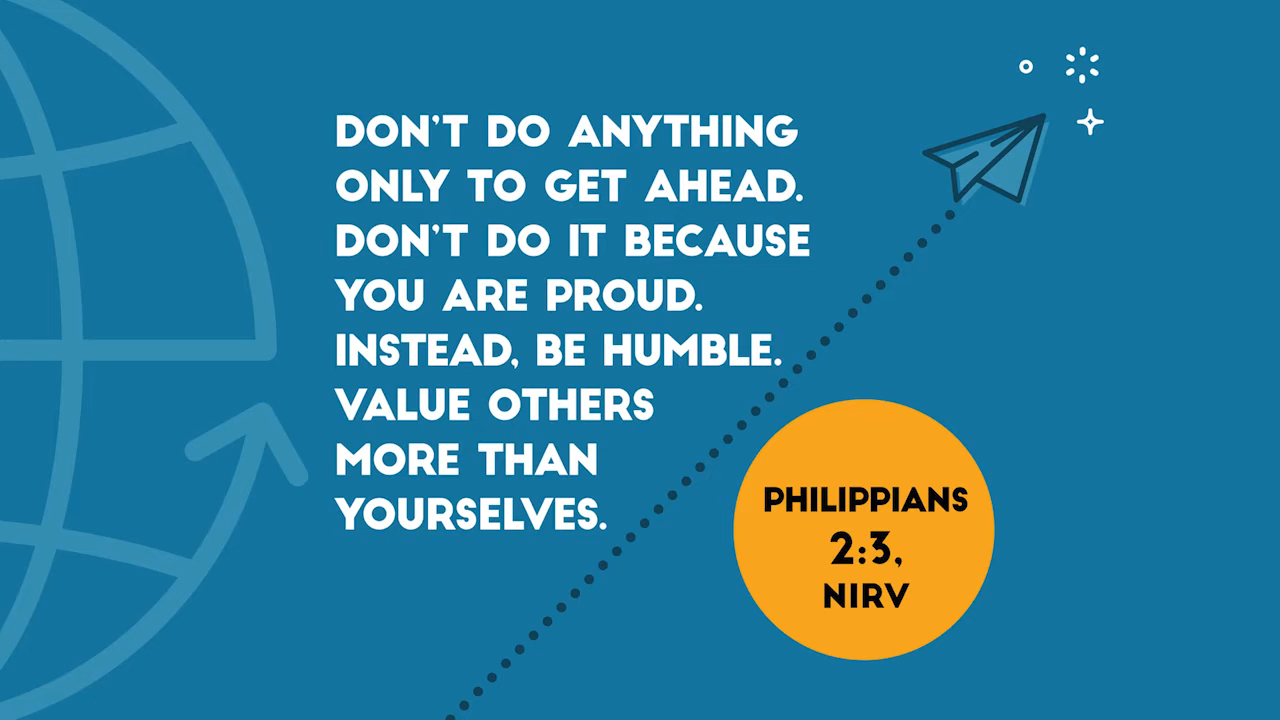 DON'T DO ANYTHING
ONLY TO GET AHEAD.
DON'T DO IT BECAUSE
YOU ARE PROUD.
INSTEAD, BE HUMBLE.
VALUE OTHERS
MORE THAN
YOURSELVES.
PHILIPPIANS
2:3,
NIRV